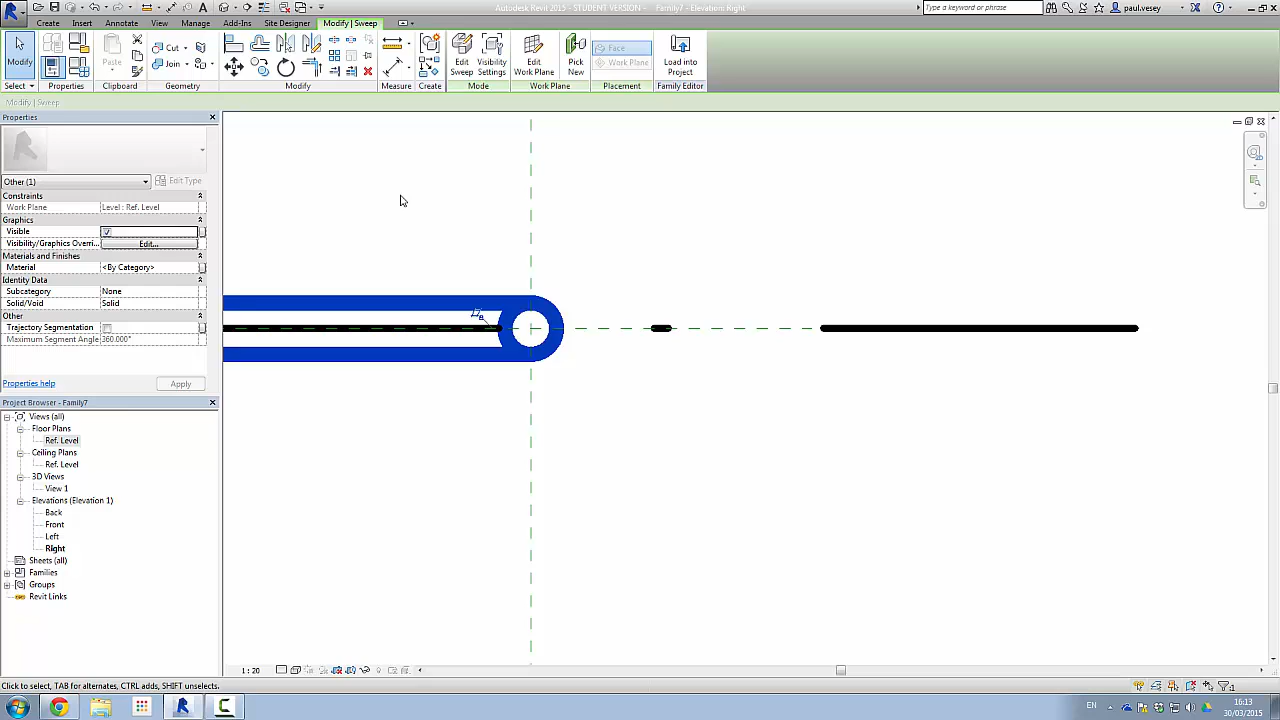 Autodesk Revit 2015 - STUDENT VERSION - Family7 - Elevation: Right
Type a keyword or phrase
paul.vesey
Create Insert Annotate View Manage Add-Ins Site Designer Modify | Sweep
Modify
Paste
Cut
Join
Edit Sweep
Visibility Settings
Edit Work Plane
Pick New
Face
Work Plane
Load into Project
Select Properties Clipboard Geometry Modify Measure Create Mode Work Plane Placement Family Editor
Modify | Sweep
Properties
Other (1)
Edit Type
Constraints
Work Plane Level : Ref. Level
Graphics
Visible
Visibility/Graphics Overri... Edit...
Materials and Finishes
Material <By Category>
Identity Data
Subcategory None
Solid/Void Solid
Other
Trajectory Segmentation
Maximum Segment Angle 360.000°
Properties help
Apply
Project Browser - Family7
Views (all)
Floor Plans
Ref. Level
Ceiling Plans
Ref. Level
3D Views
View 1
Elevations (Elevation 1)
Back
Front
Left
Right
Sheets (all)
Families
Groups
Revit Links
1 : 20
Click to select, TAB for alternates, CTRL adds, SHIFT unselects.
:1
EN
16:13
30/03/2015